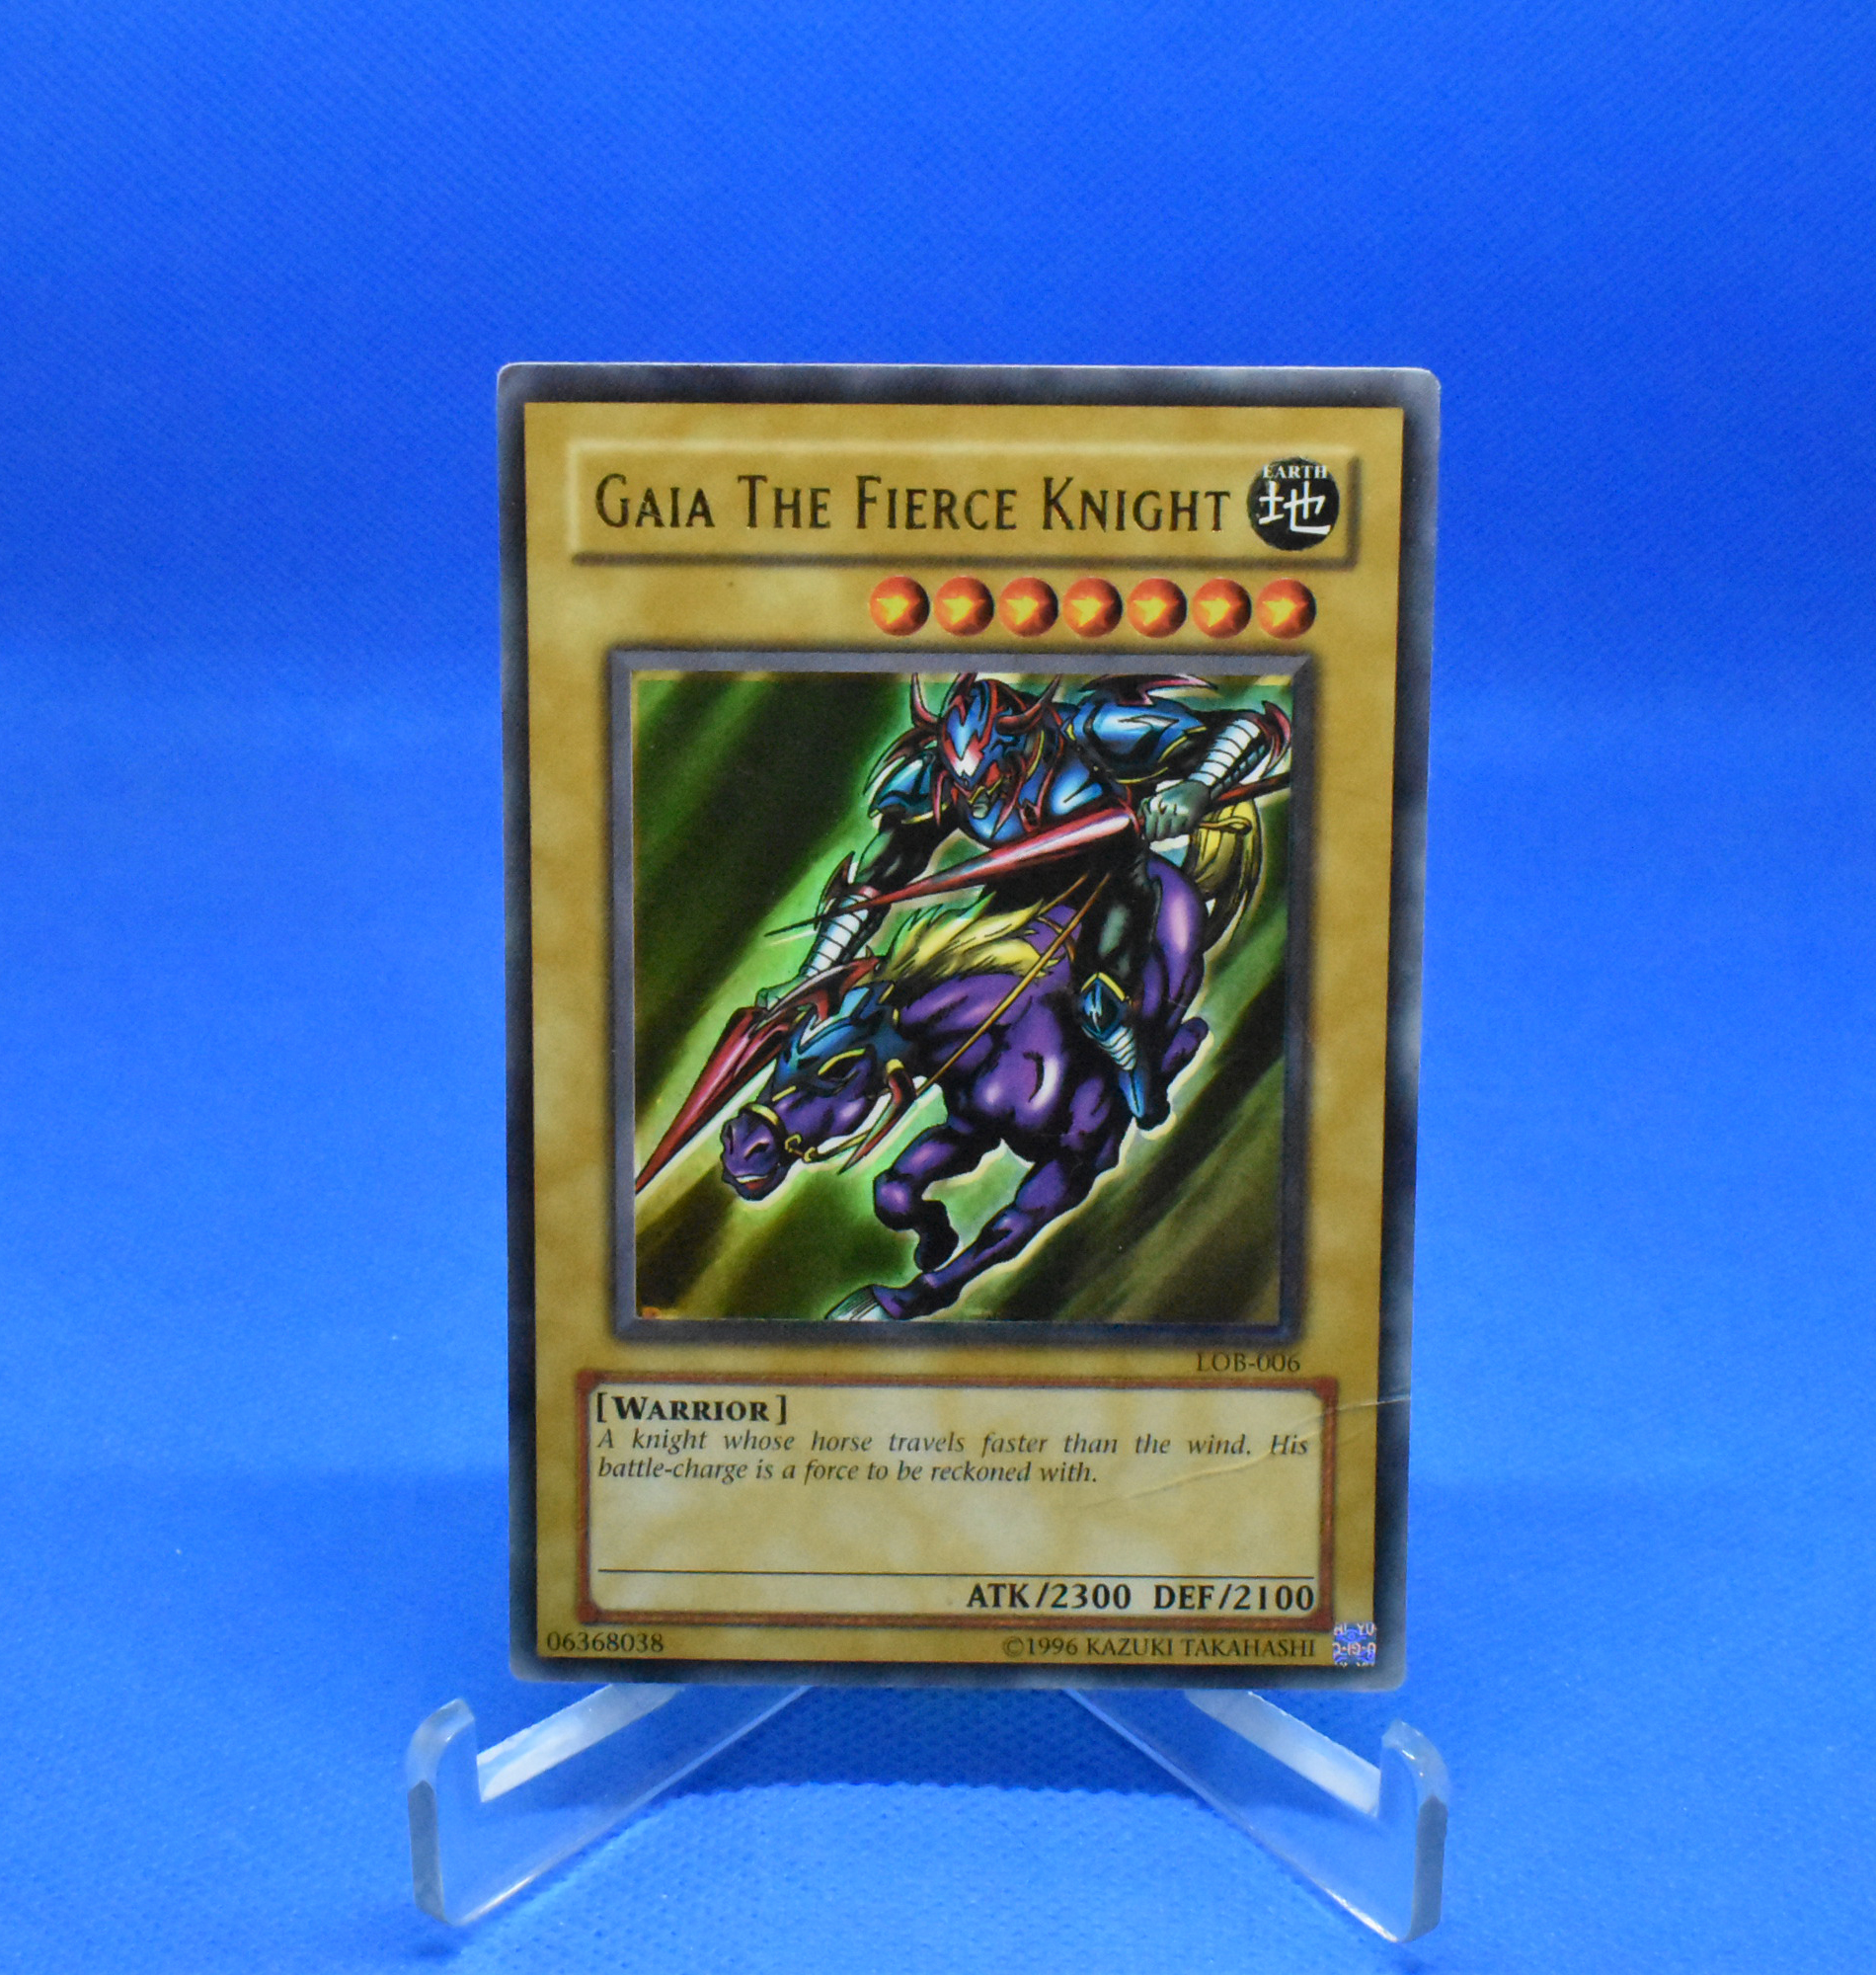 GAIA THE FIERCE KNIGHT
EARTH
地
LOB-006
[WARRIOR]
A knight whose horse travels faster than the wind. His
battle-charge is a force to be reckoned with.
ATK/2300 DEF/2100
06368038
©1996 KAZUKI TAKAHASHI